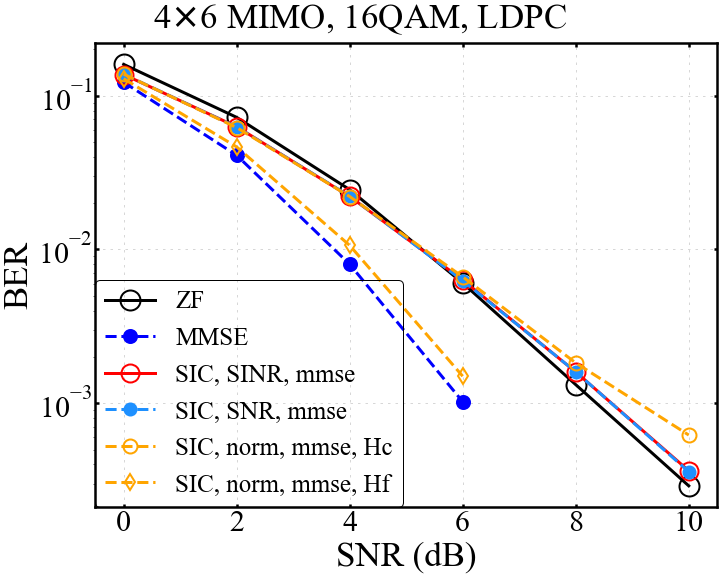 4×6 MIMO, 16QAM, LDPC
10⁻¹
10⁻²
10⁻³
BER
ZF
MMSE
SIC, SINR, mmse
SIC, SNR, mmse
SIC, norm, mmse, Hc
SIC, norm, mmse, Hf
0 2 4 6 8 10
SNR (dB)